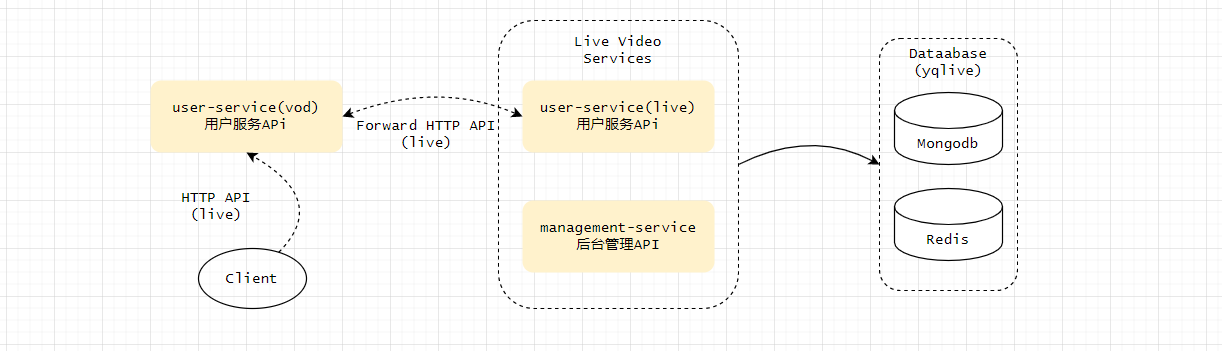 Live Video
Services
Dataabase
(yqlive)
user-service(vod)
用户服务APi
Forward HTTP API
(live)
user-service(live)
用户服务APi
Mongodb
HTTP API
(live)
management-service
后台管理API
Redis
Client